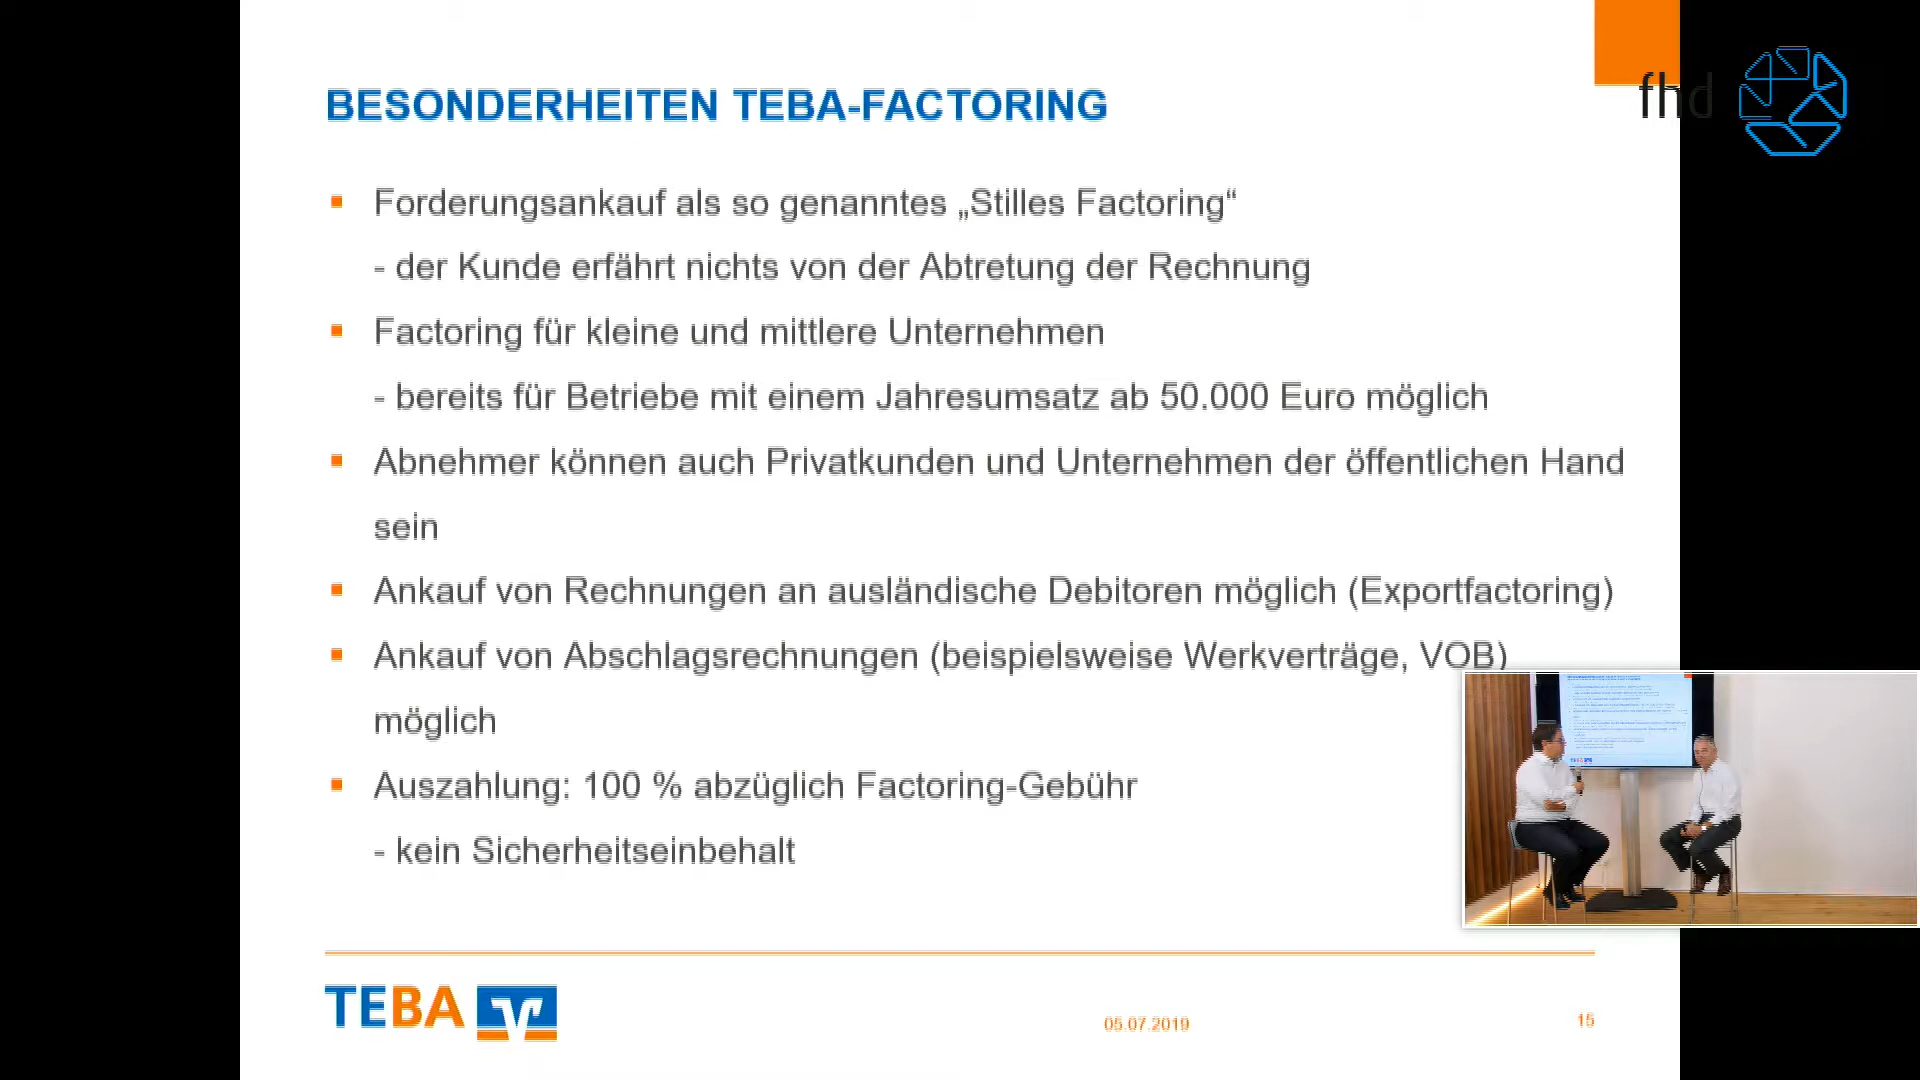 BESONDERHEITEN TEBA-FACTORING
fhd
Forderungsankauf als so genanntes „Stilles Factoring“
- der Kunde erfährt nichts von der Abtretung der Rechnung
Factoring für kleine und mittlere Unternehmen
- bereits für Betriebe mit einem Jahresumsatz ab 50.000 Euro möglich
Abnehmer können auch Privatkunden und Unternehmen der öffentlichen Hand
sein
Ankauf von Rechnungen an ausländische Debitoren möglich (Exportfactoring)
Ankauf von Abschlagsrechnungen (beispielsweise Werkverträge, VOB)
möglich
Auszahlung: 100 % abzüglich Factoring-Gebühr
- kein Sicherheitseinbehalt
TEBA
05.07.2019
15